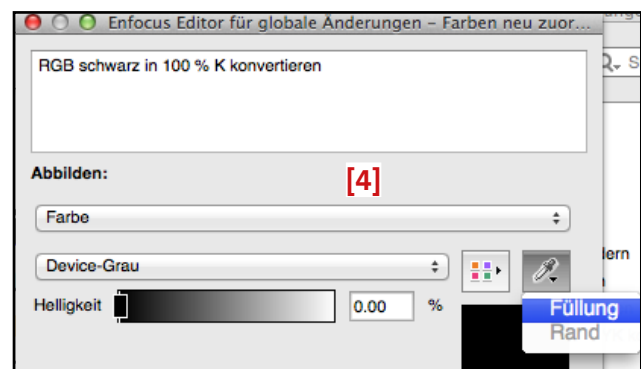 Enfocus Editor für globale Änderungen – Farben neu zuor...
RGB schwarz in 100 % K konvertieren
Abbilden:
[4]
Farbe
Device-Grau
Helligkeit
0.00
%
Füllung
Rand